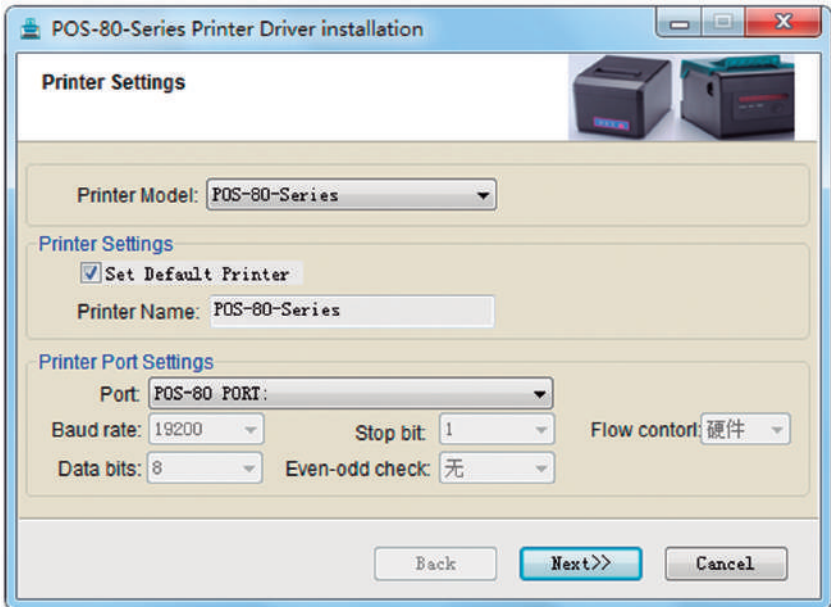 POS-80-Series Printer Driver installation
Printer Settings
Printer Model: POS-80-Series
Printer Settings
Set Default Printer
Printer Name: POS-80-Series
Printer Port Settings
Port: POS-80 PORT:
Baud rate: 19200 Stop bit: 1 Flow contorl: 硬件
Data bits: 8 Even-odd check: 无
Back Next>> Cancel